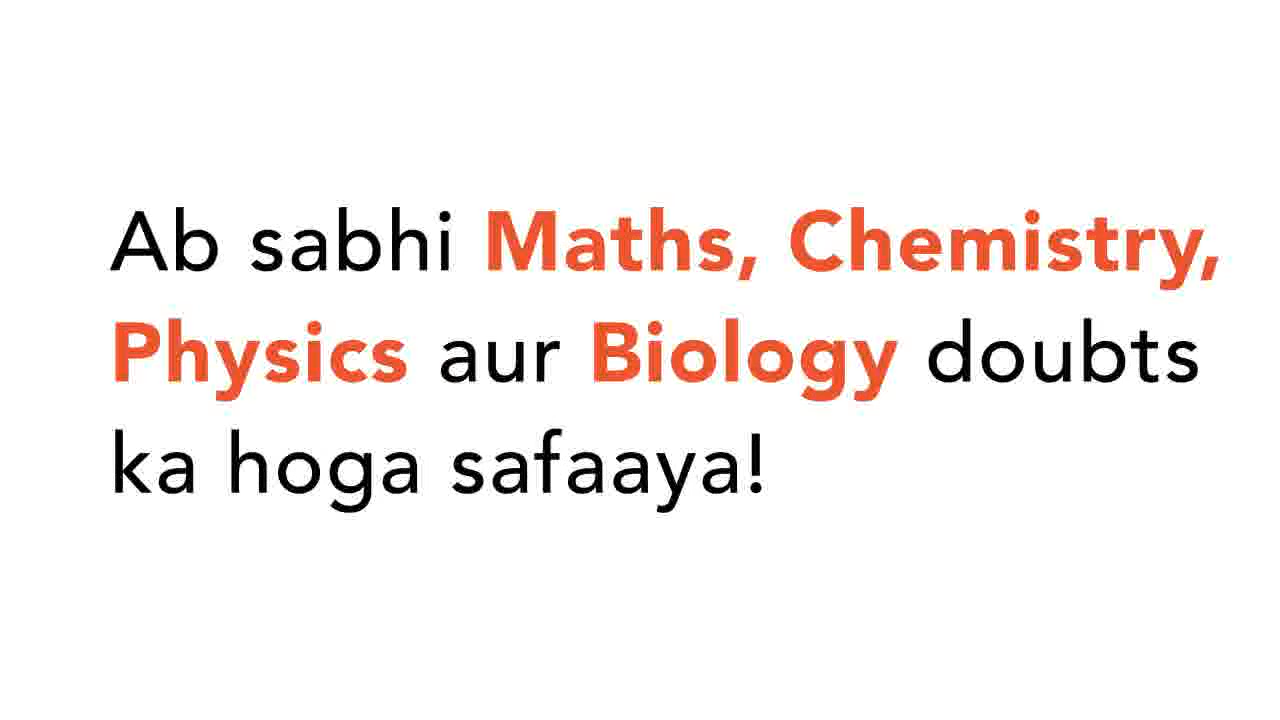 Ab sabhi Maths, Chemistry,
Physics aur Biology doubts
ka hoga safaaya!